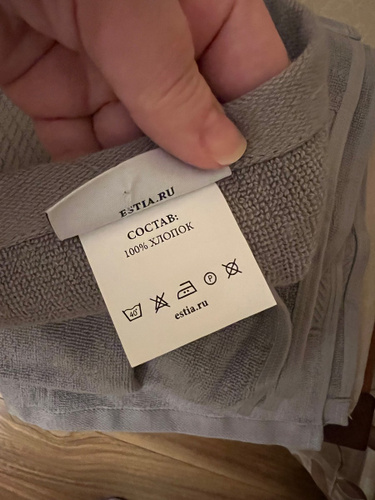 ESTIA.RU
СОСТАВ:
100% ХЛОПОК
40°
P
estia.ru